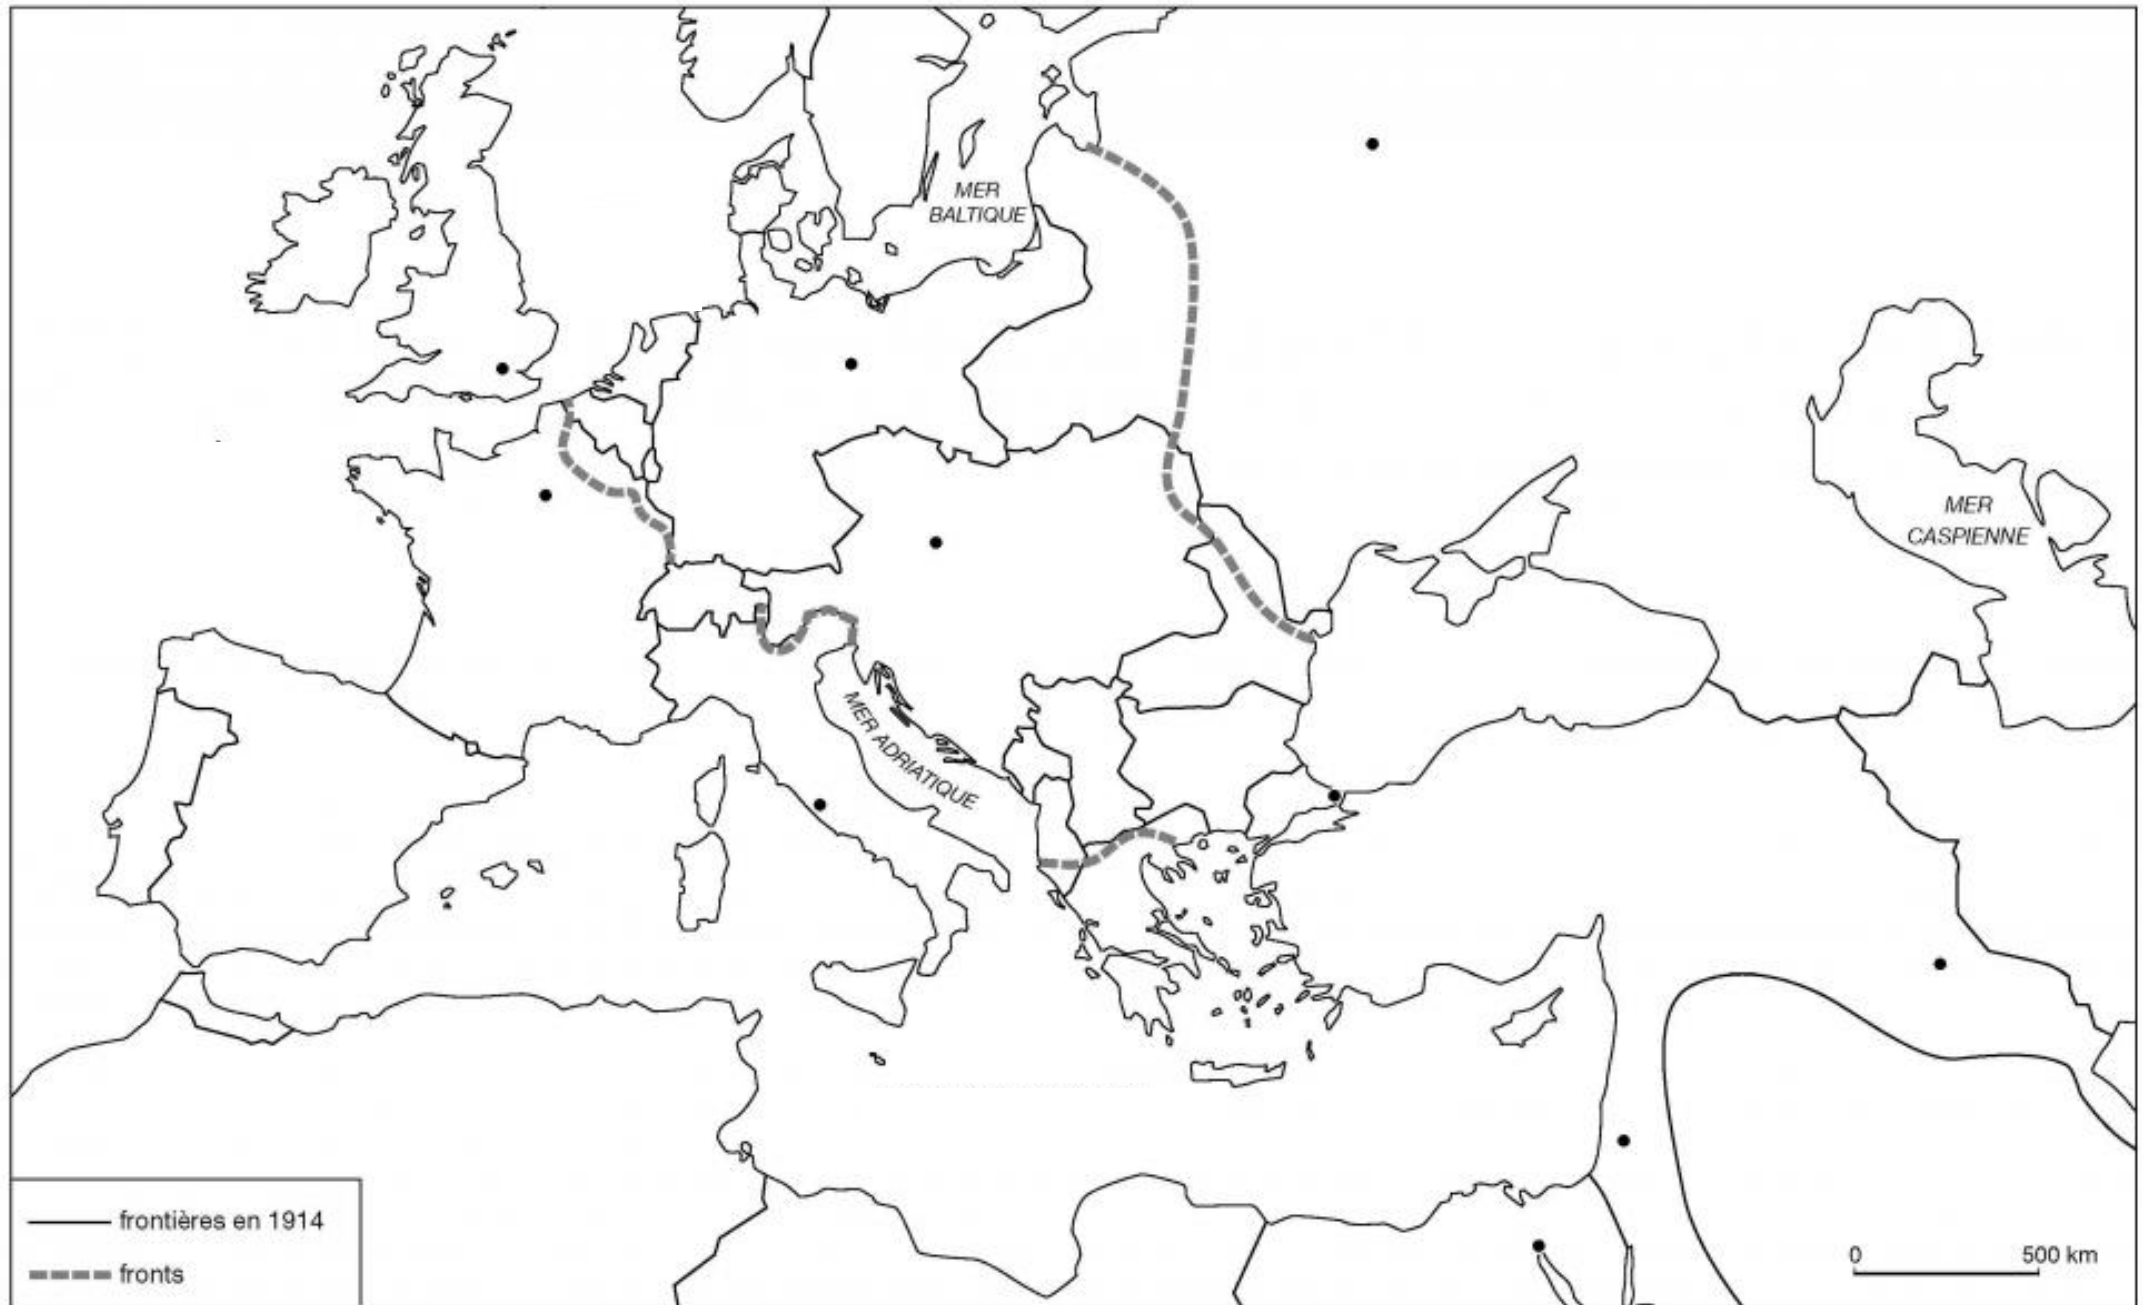 MER
BALTIQUE
MER
CASPIENNE
MER ADRIATIQUE
frontières en 1914
fronts
0 500 km